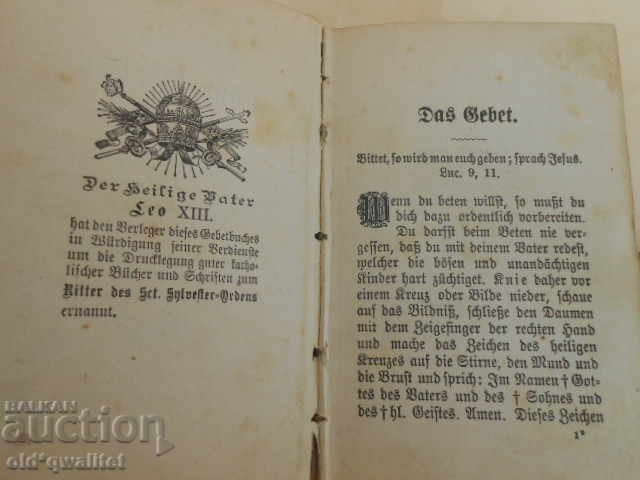 Der Heilige Vater
Leo XIII.
hat den Verleger dieses Gebetbuches
in Würdigung seiner Verdienste
um die Drucklegung guter katho-
lischer Bücher und Schriften zum
Ritter des Sct. Sylvester-Ordens
ernannt.
Das Gebet.
Bittet, so wird man euch geben; sprach Jesus.
Luc. 9, 11.
Wenn du beten willst, so mußt du
dich dazu ordentlich vorbereiten.
Du darfst beim Beten nie ver-
gessen, daß du mit deinem Vater redest,
welcher die bösen und unandächtigen
Kinder hart züchtiget. Knie daher vor
einem Kreuz oder Bilde nieder, schaue
auf das Bildniß, schließe den Daumen
mit dem Zeigefinger der rechten Hand
und mache das Zeichen des heiligen
Kreuzes auf die Stirne, den Mund und
die Brust und sprich: Im Namen † Got-
tes des Vaters und des † Sohnes und
des † hl. Geistes. Amen. Dieses Zeichen
1*
BALKAN
auction
old*qwalitet